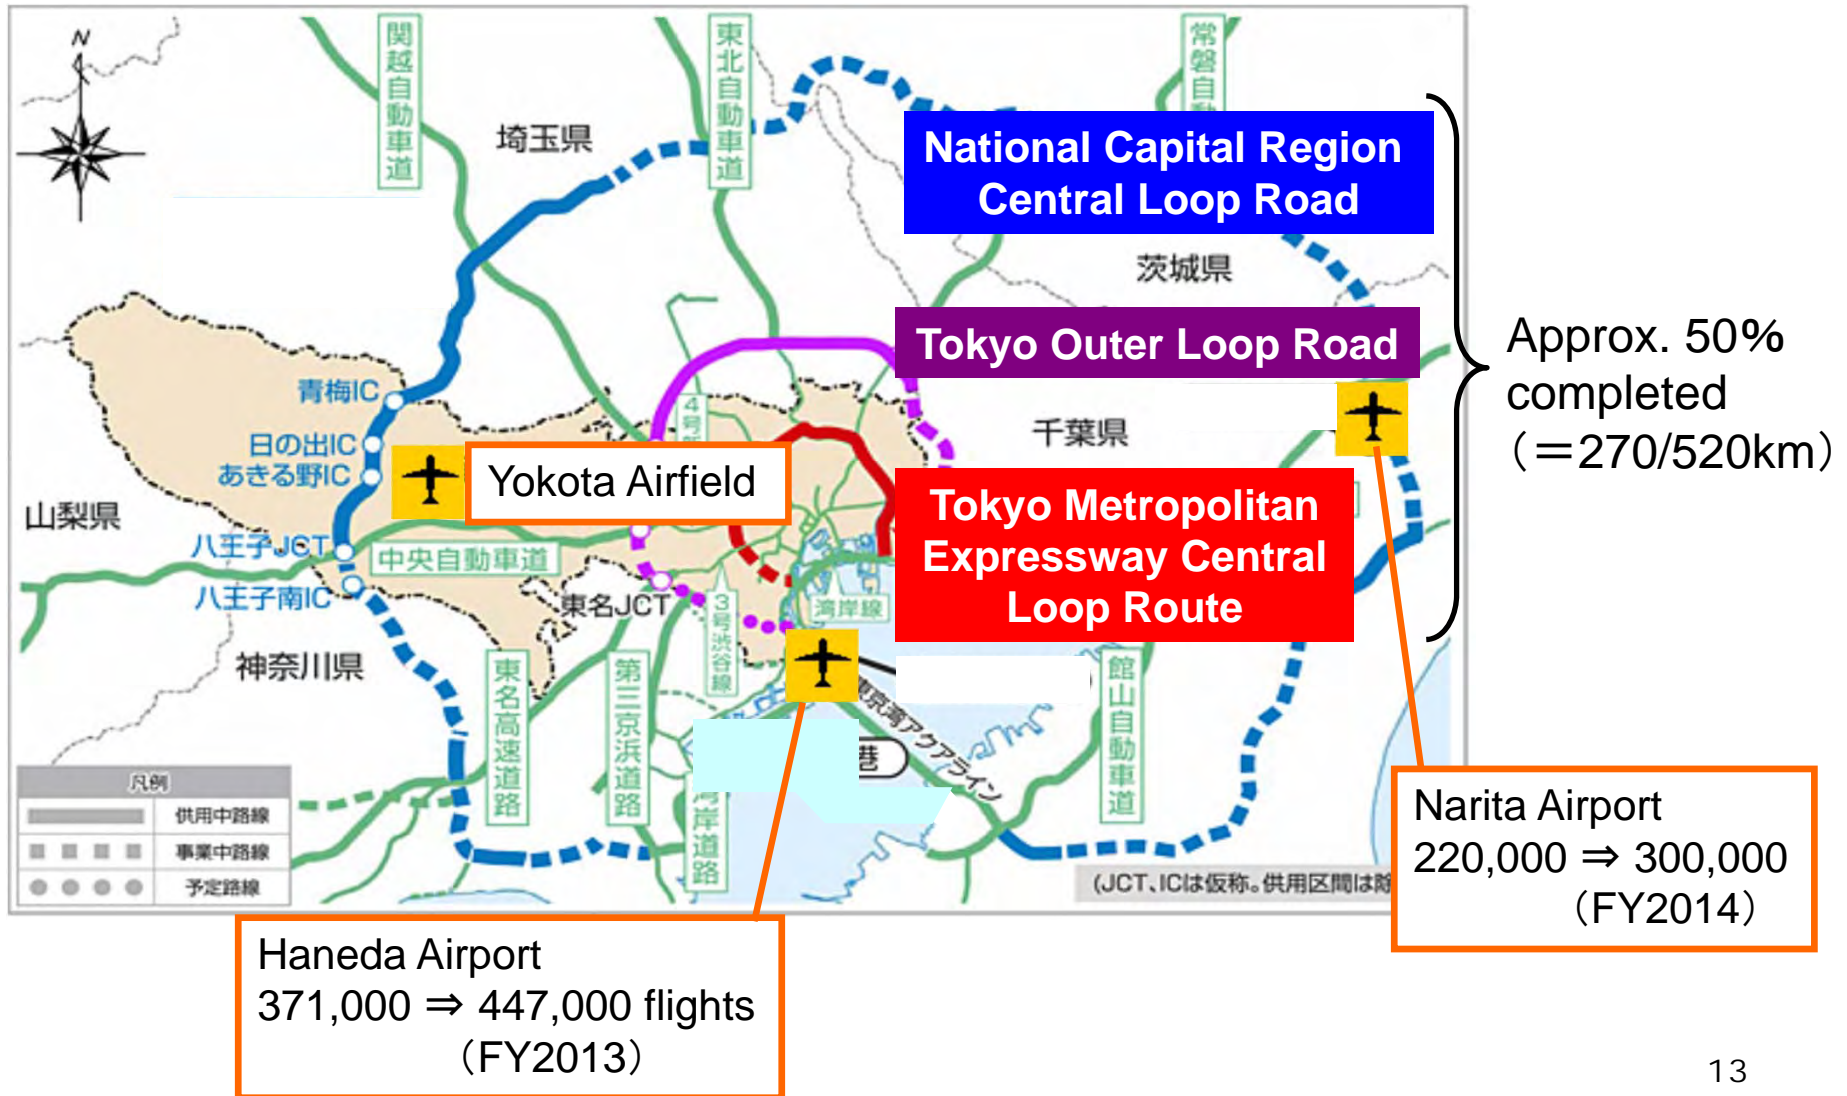 N
関越自動車道
東北自動車道
常磐自動
埼玉県
National Capital Region
Central Loop Road
茨城県
Tokyo Outer Loop Road
Approx. 50%
completed
（＝270/520km）
青梅IC
4号
千葉県
日の出IC
あきる野IC
Yokota Airfield
山梨県
Tokyo Metropolitan
Expressway Central
Loop Route
八王子JCT
中央自動車道
八王子南IC
東名JCT
3号渋谷線
湾岸線
神奈川県
東名高速道路
第三京浜道路
館山自動車道
東京湾アクアライン
港
湾岸道路
凡例
供用中路線
事業中路線
予定路線
(JCT、ICは仮称。供用区間は除
Narita Airport
220,000 ⇒ 300,000
（FY2014）
Haneda Airport
371,000 ⇒ 447,000 flights
（FY2013）
13